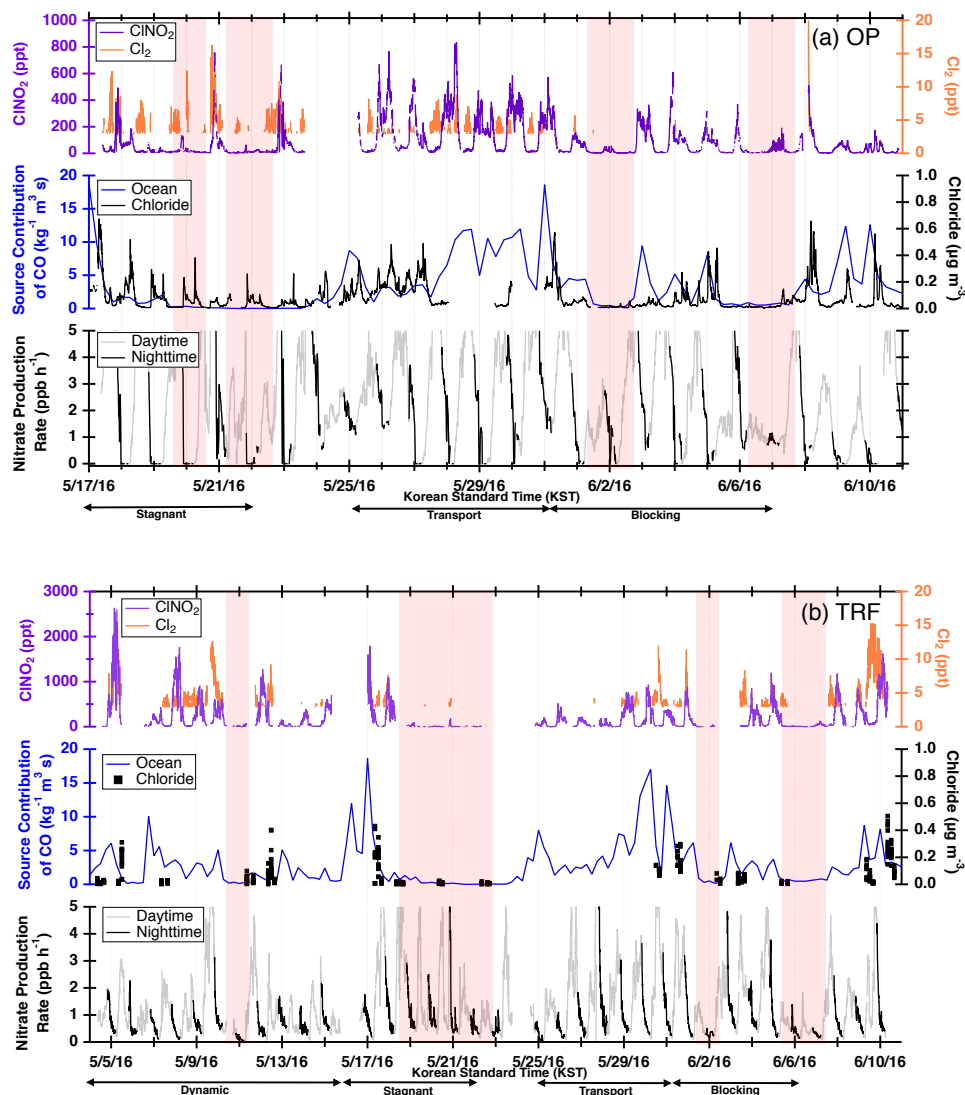 (a) OP
ClNO2 (ppt)
1000
800
600
400
200
0
ClNO2
Cl2
20
15
10
5
0
Cl2 (ppt)
Source Contribution
of CO (kg-1 m3 s)
20
15
10
5
0
Ocean
Chloride
1.0
0.8
0.6
0.4
0.2
0.0
Chloride (µg m-3)
Nitrate Production
Rate (ppb h-1)
5
4
3
2
1
0
Daytime
Nighttime
5/17/16 5/21/16 5/25/16 5/29/16 6/2/16 6/6/16 6/10/16
Korean Standard Time (KST)
Stagnant Transport Blocking
(b) TRF
ClNO2 (ppt)
3000
2000
1000
0
ClNO2
Cl2
20
15
10
5
0
Cl2 (ppt)
Source Contribution
of CO (kg-1 m3 s)
20
15
10
5
0
Ocean
Chloride
1.0
0.8
0.6
0.4
0.2
0.0
Chloride (µg m-3)
Nitrate Production
Rate (ppb h-1)
5
4
3
2
1
0
Daytime
Nighttime
5/5/16 5/9/16 5/13/16 5/17/16 5/21/16 5/25/16 5/29/16 6/2/16 6/6/16 6/10/16
Korean Standard Time (KST)
Dynamic Stagnant Transport Blocking